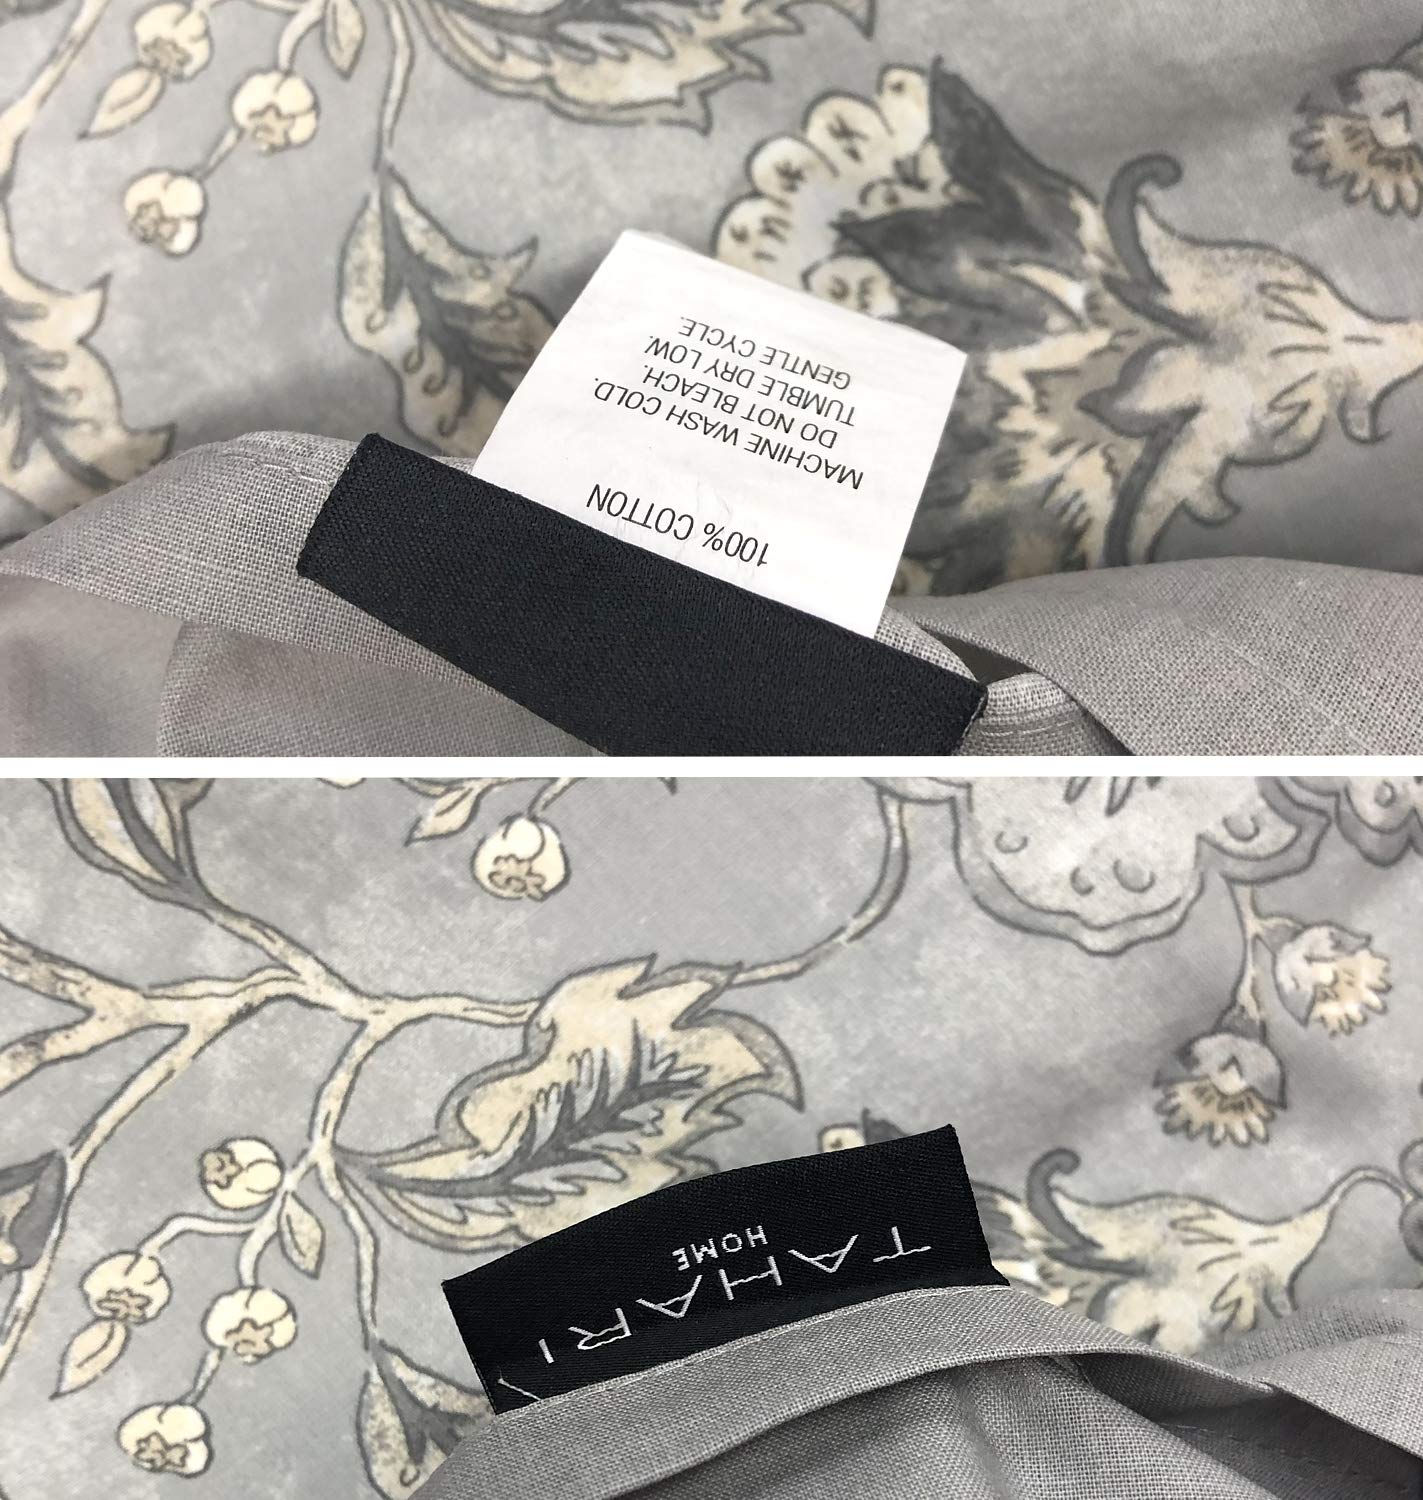 100% COTTON
MACHINE WASH COLD.
DO NOT BLEACH.
TUMBLE DRY LOW.
GENTLE CYCLE.
TAHARI
HOME